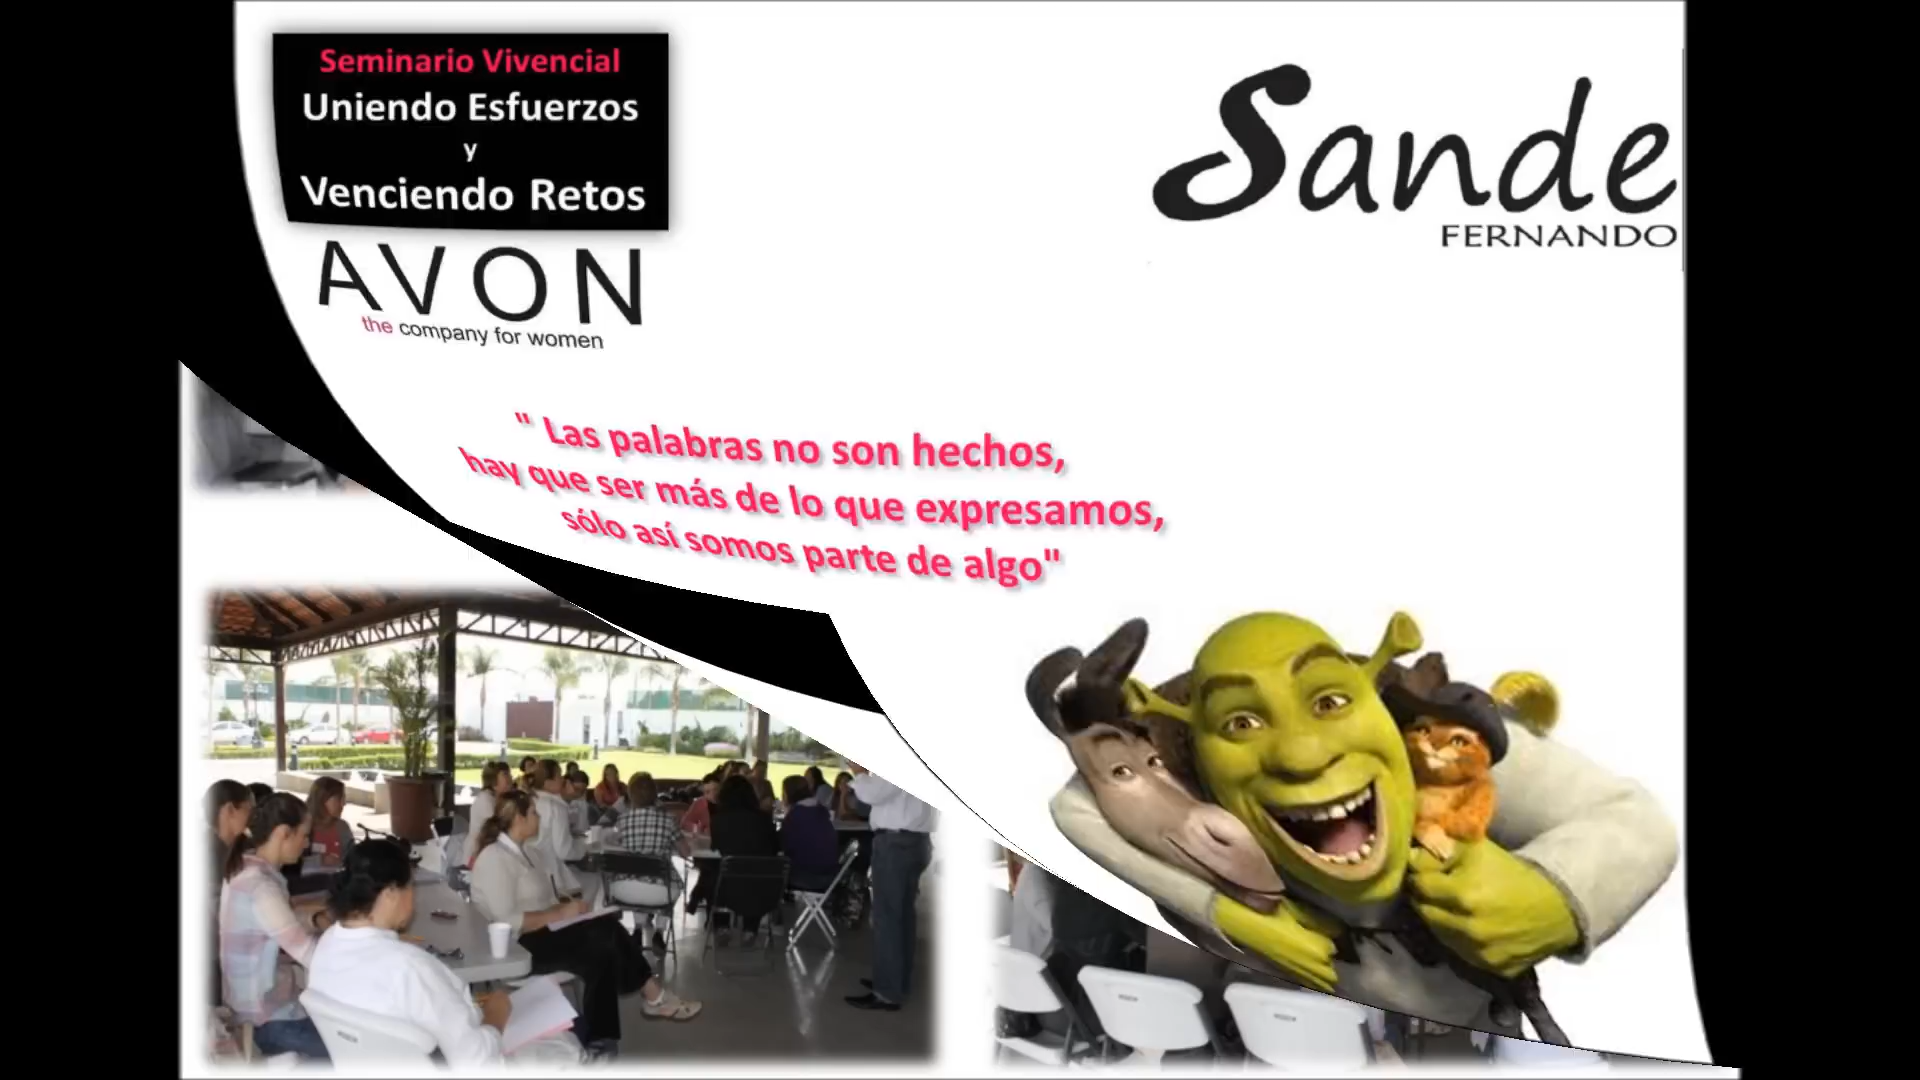 Seminario Vivencial
Uniendo Esfuerzos
y
Venciendo Retos
AVON
the company for women
Sande
FERNANDO
" Las palabras no son hechos,
hay que ser más de lo que expresamos,
sólo así somos parte de algo"